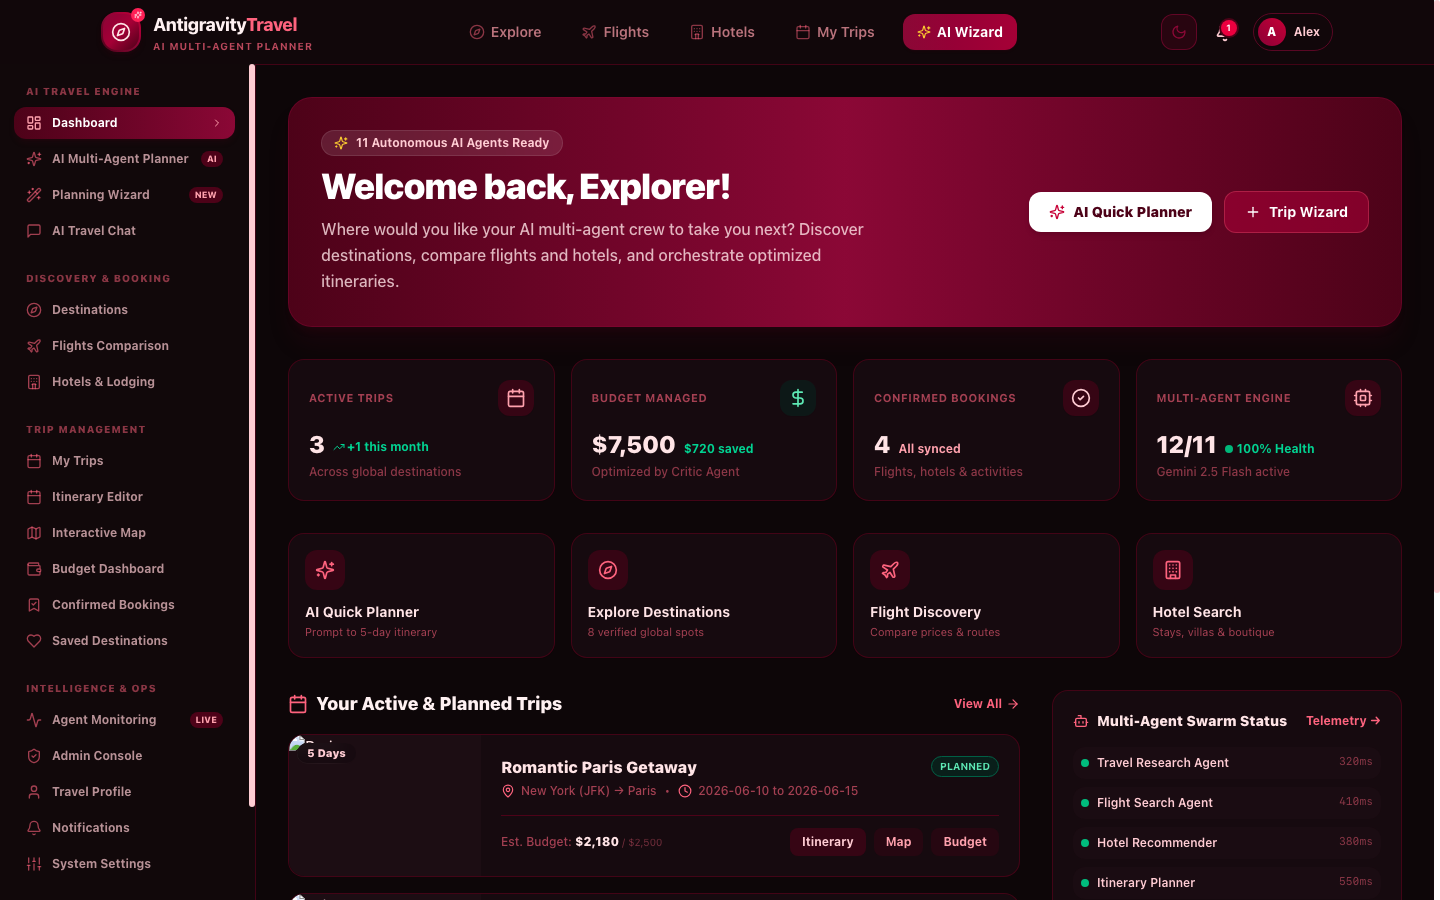 AntigravityTravel
AI MULTI-AGENT PLANNER
Explore
Flights
Hotels
My Trips
AI Wizard
1
A
Alex
AI TRAVEL ENGINE
Dashboard
AI Multi-Agent Planner AI
Planning Wizard NEW
AI Travel Chat
DISCOVERY & BOOKING
Destinations
Flights Comparison
Hotels & Lodging
TRIP MANAGEMENT
My Trips
Itinerary Editor
Interactive Map
Budget Dashboard
Confirmed Bookings
Saved Destinations
INTELLIGENCE & OPS
Agent Monitoring LIVE
Admin Console
Travel Profile
Notifications
System Settings
11 Autonomous AI Agents Ready
Welcome back, Explorer!
Where would you like your AI multi-agent crew to take you next? Discover
destinations, compare flights and hotels, and orchestrate optimized
itineraries.
AI Quick Planner
Trip Wizard
ACTIVE TRIPS
3 +1 this month
Across global destinations
BUDGET MANAGED
$7,500 $720 saved
Optimized by Critic Agent
CONFIRMED BOOKINGS
4 All synced
Flights, hotels & activities
MULTI-AGENT ENGINE
12/11 100% Health
Gemini 2.5 Flash active
AI Quick Planner
Prompt to 5-day itinerary
Explore Destinations
8 verified global spots
Flight Discovery
Compare prices & routes
Hotel Search
Stays, villas & boutique
Your Active & Planned Trips
View All →
5 Days
Romantic Paris Getaway
PLANNED
New York (JFK) → Paris • 2026-06-10 to 2026-06-15
Est. Budget: $2,180 / $2,500
Itinerary
Map
Budget
Multi-Agent Swarm Status
Telemetry →
Travel Research Agent 320ms
Flight Search Agent 410ms
Hotel Recommender 380ms
Itinerary Planner 550ms